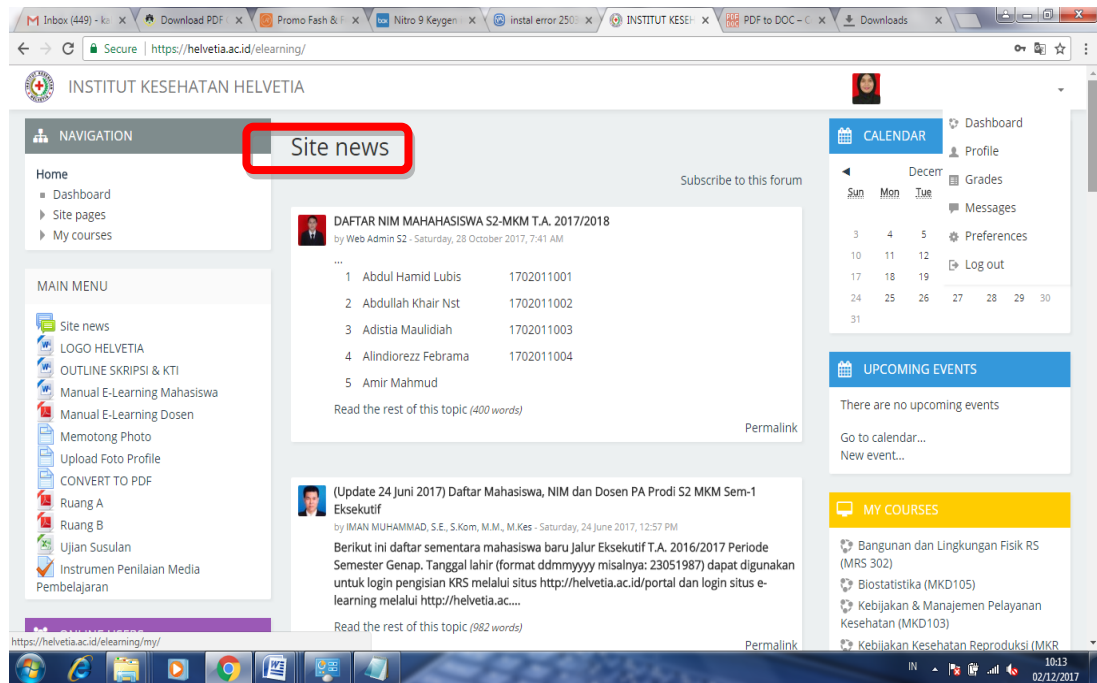 Inbox (449) - ka
Download PDF (
Promo Fash & F
Nitro 9 Keygen
instal error 2503
INSTITUT KESEH
PDF to DOC – C
Downloads
Secure | https://helvetia.ac.id/elearning/
INSTITUT KESEHATAN HELVETIA
NAVIGATION
Home
Dashboard
Site pages
My courses
MAIN MENU
Site news
LOGO HELVETIA
OUTLINE SKRIPSI & KTI
Manual E-Learning Mahasiswa
Manual E-Learning Dosen
Memotong Photo
Upload Foto Profile
CONVERT TO PDF
Ruang A
Ruang B
Ujian Susulan
Instrumen Penilaian Media
Pembelajaran
https://helvetia.ac.id/elearning/my/
Site news
Subscribe to this forum
DAFTAR NIM MAHAHASISWA S2-MKM T.A. 2017/2018
by Web Admin S2 - Saturday, 28 October 2017, 7:41 AM
...
1 Abdul Hamid Lubis 1702011001
2 Abdullah Khair Nst 1702011002
3 Adistia Maulidiah 1702011003
4 Alindiorezz Febrama 1702011004
5 Amir Mahmud
Read the rest of this topic (400 words)
Permalink
(Update 24 Juni 2017) Daftar Mahasiswa, NIM dan Dosen PA Prodi S2 MKM Sem-1
Eksekutif
by IMAN MUHAMMAD, S.E., S.Kom, M.M., M.Kes - Saturday, 24 June 2017, 12:57 PM
Berikut ini daftar sementara mahasiswa baru Jalur Eksekutif T.A. 2016/2017 Periode
Semester Genap. Tanggal lahir (format ddmmyyyy misalnya: 23051987) dapat digunakan
untuk login pengisian KRS melalui situs http://helvetia.ac.id/portal dan login situs e-
learning melalui http://helvetia.ac....
Read the rest of this topic (982 words)
Permalink
Dashboard
Profile
Grades
Messages
Preferences
Log out
CALENDAR
Decem
Sun Mon Tue
3 4 5
10 11 12
17 18 19
24 25 26 27 28 29 30
31
UPCOMING EVENTS
There are no upcoming events
Go to calendar...
New event...
MY COURSES
Bangunan dan Lingkungan Fisik RS
(MRS 302)
Biostatistika (MKD105)
Kebijakan & Manajemen Pelayanan
Kesehatan (MKD103)
Kebijakan Kesehatan Reproduksi (MKR
IN
10:13
02/12/2017